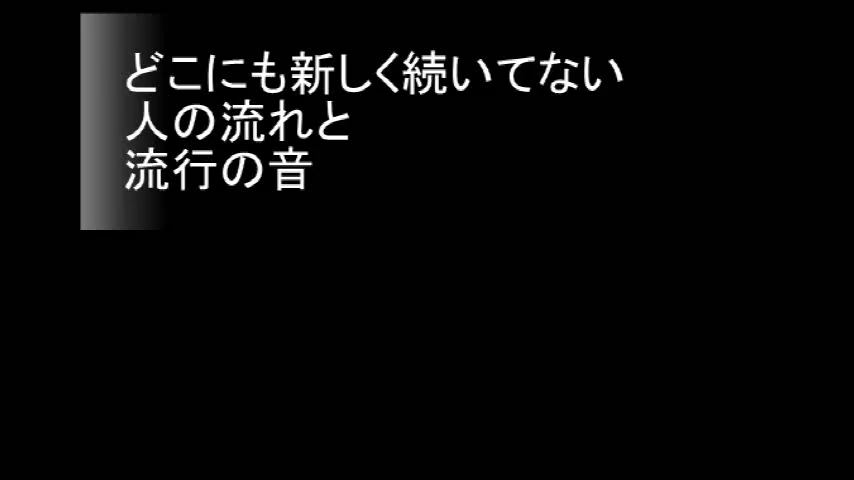 どこにも新しく続いてない
人の流れと
流行の音